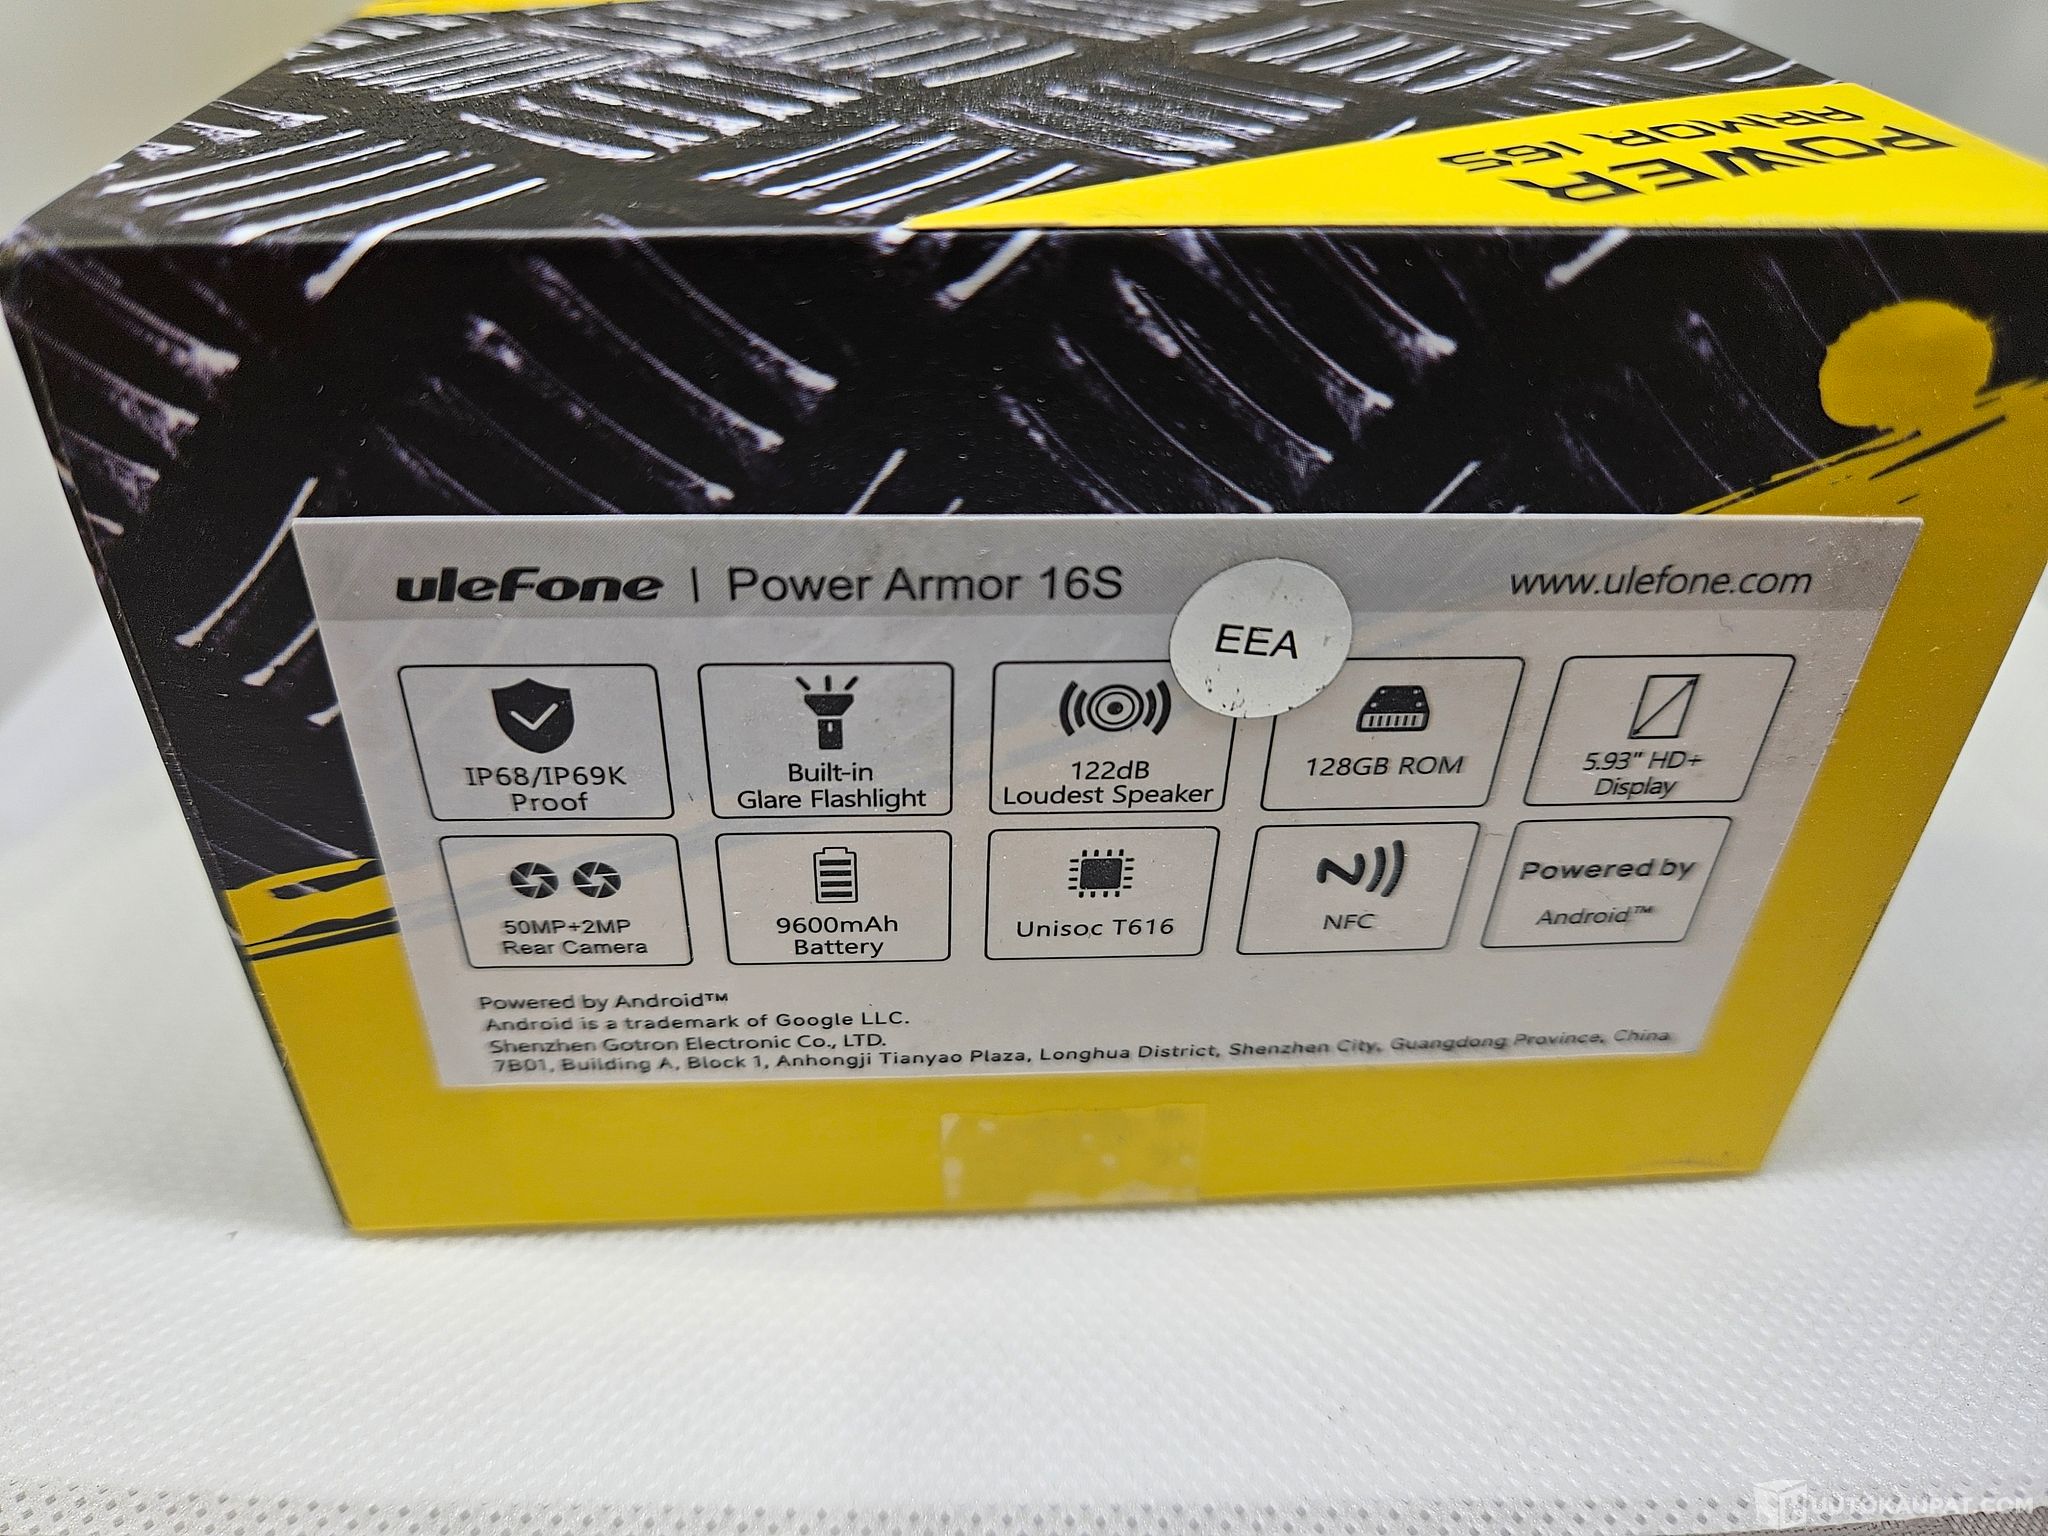 POWER
ARMOR 16S
ulefone | Power Armor 16S
EEA
www.ulefone.com
IP68/IP69K
Proof
Built-in
Glare Flashlight
122dB
Loudest Speaker
128GB ROM
5.93" HD+
Display
50MP+2MP
Rear Camera
9600mAh
Battery
Unisoc T616
NFC
Powered by
Android™
Powered by Android™
Android is a trademark of Google LLC.
Shenzhen Gotron Electronic Co., LTD.
7B01, Building A, Block 1, Anhongji Tianyao Plaza, Longhua District, Shenzhen City, Guangdong Province, China
UUTOKAUPAT.COM